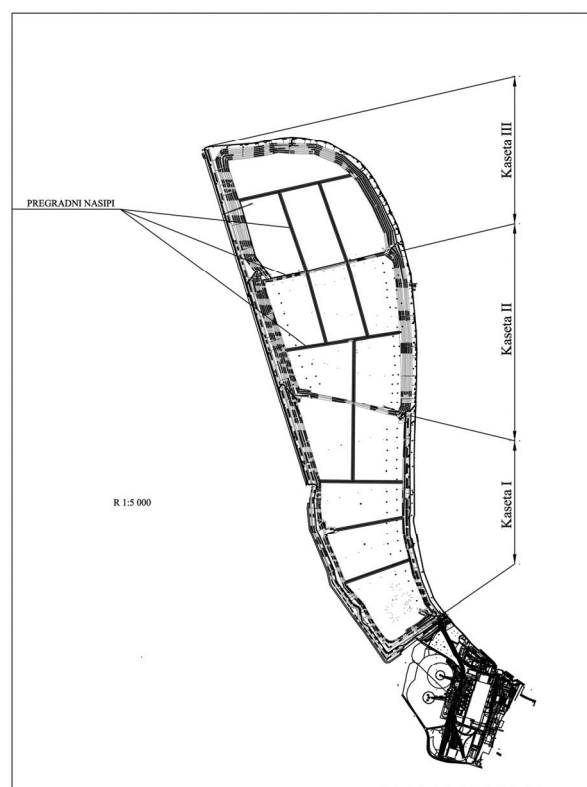 Kaseta III
PREGRADNI NASIPI
Kaseta II
Kaseta I
R 1:5 000